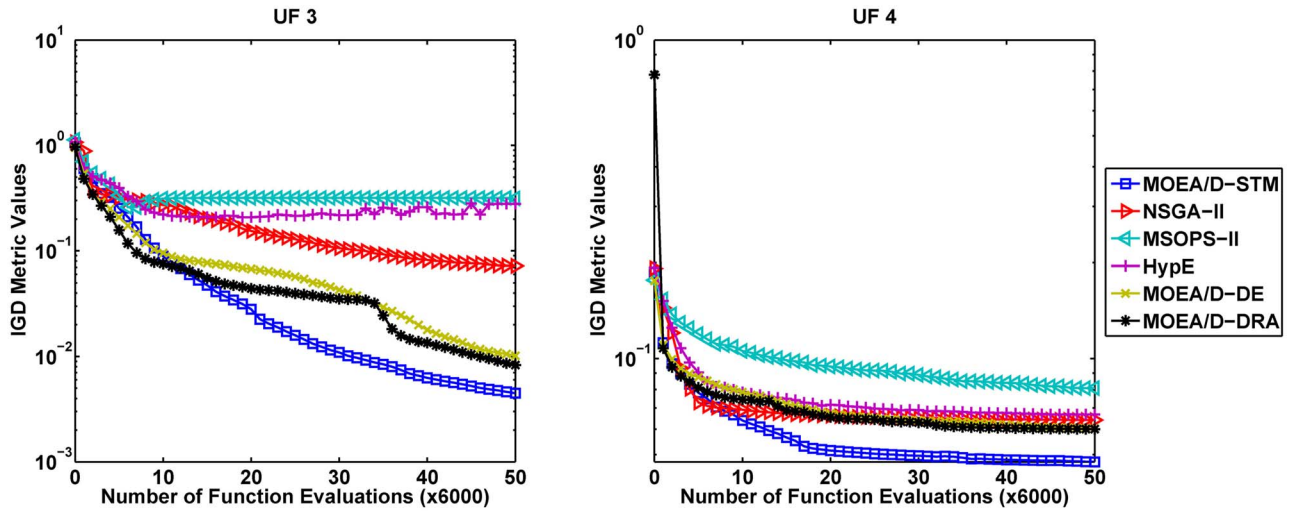 UF 3
10^1
10^0
10^-1
10^-2
10^-3
IGD Metric Values
0 10 20 30 40 50
Number of Function Evaluations (x6000)
UF 4
10^0
10^-1
IGD Metric Values
0 10 20 30 40 50
Number of Function Evaluations (x6000)
MOEA/D-STM
NSGA-II
MSOPS-II
HypE
MOEA/D-DE
MOEA/D-DRA